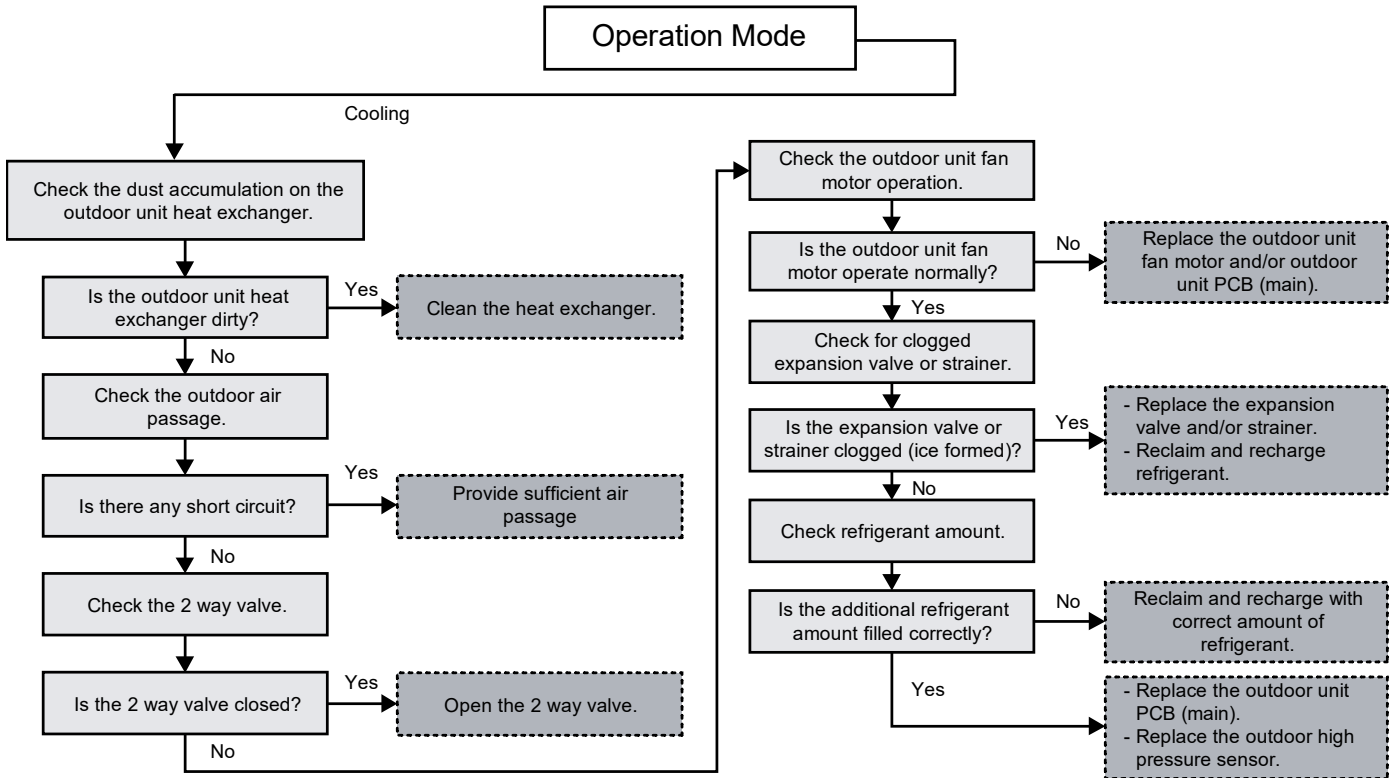 Operation Mode
Cooling
Check the dust accumulation on the
outdoor unit heat exchanger.
Is the outdoor unit heat
exchanger dirty?
Yes
Clean the heat exchanger.
No
Check the outdoor air
passage.
Is there any short circuit?
Yes
Provide sufficient air
passage
No
Check the 2 way valve.
Is the 2 way valve closed?
Yes
Open the 2 way valve.
No
Check the outdoor unit fan
motor operation.
Is the outdoor unit fan
motor operate normally?
No
Replace the outdoor unit
fan motor and/or outdoor
unit PCB (main).
Yes
Check for clogged
expansion valve or strainer.
Is the expansion valve or
strainer clogged (ice formed)?
Yes
- Replace the expansion
valve and/or strainer.
- Reclaim and recharge
refrigerant.
No
Check refrigerant amount.
Is the additional refrigerant
amount filled correctly?
No
Reclaim and recharge with
correct amount of
refrigerant.
Yes
- Replace the outdoor unit
PCB (main).
- Replace the outdoor high
pressure sensor.